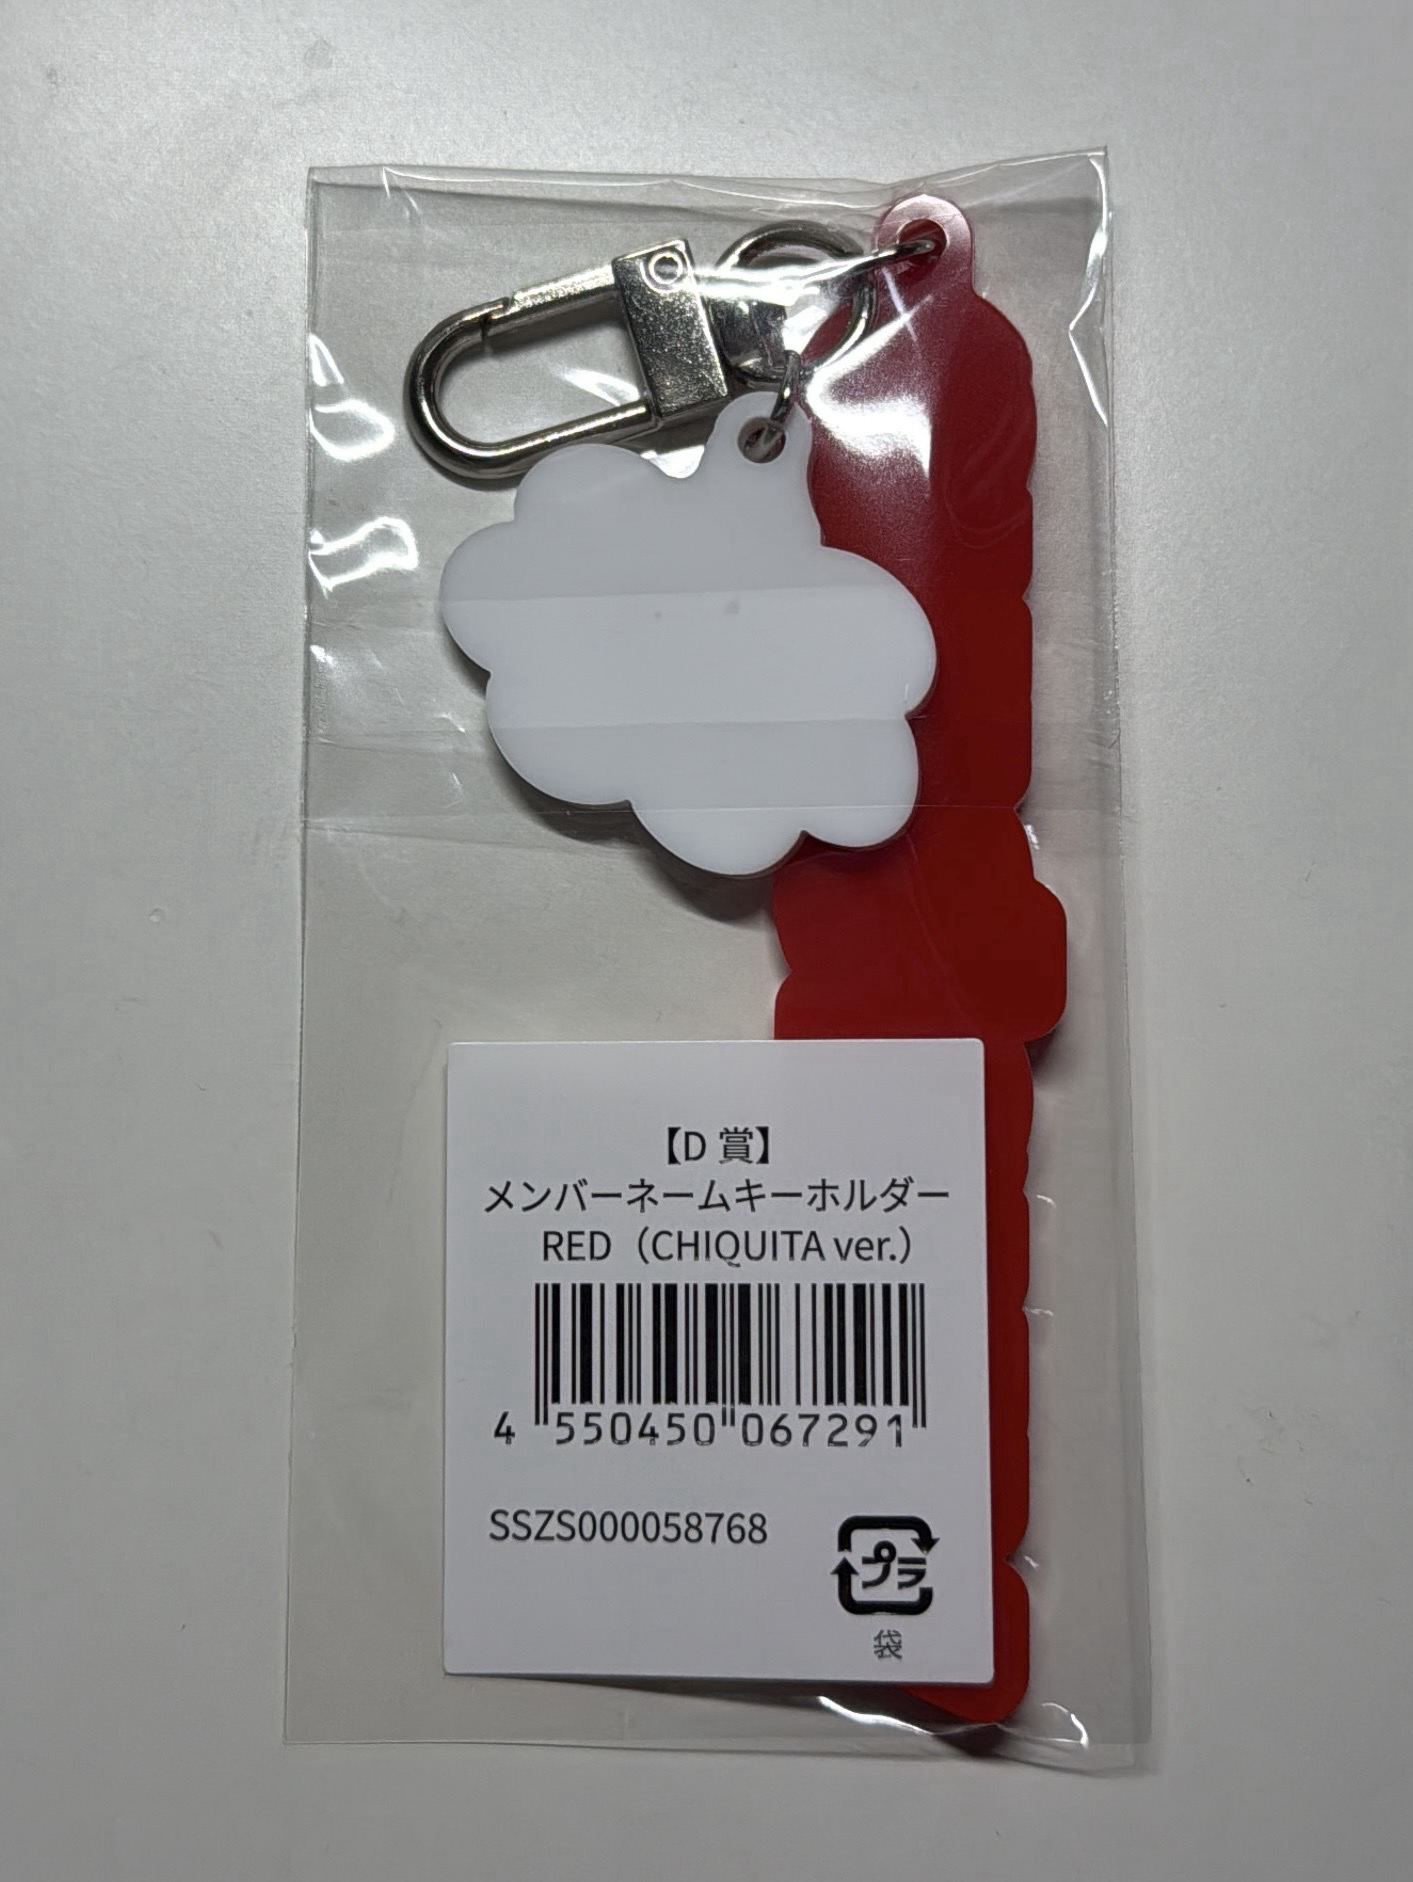 【D 賞】
メンバーネームキーホルダー
RED（CHIQUITA ver.）
4 550450 067291
SSZS000058768
プラ
袋